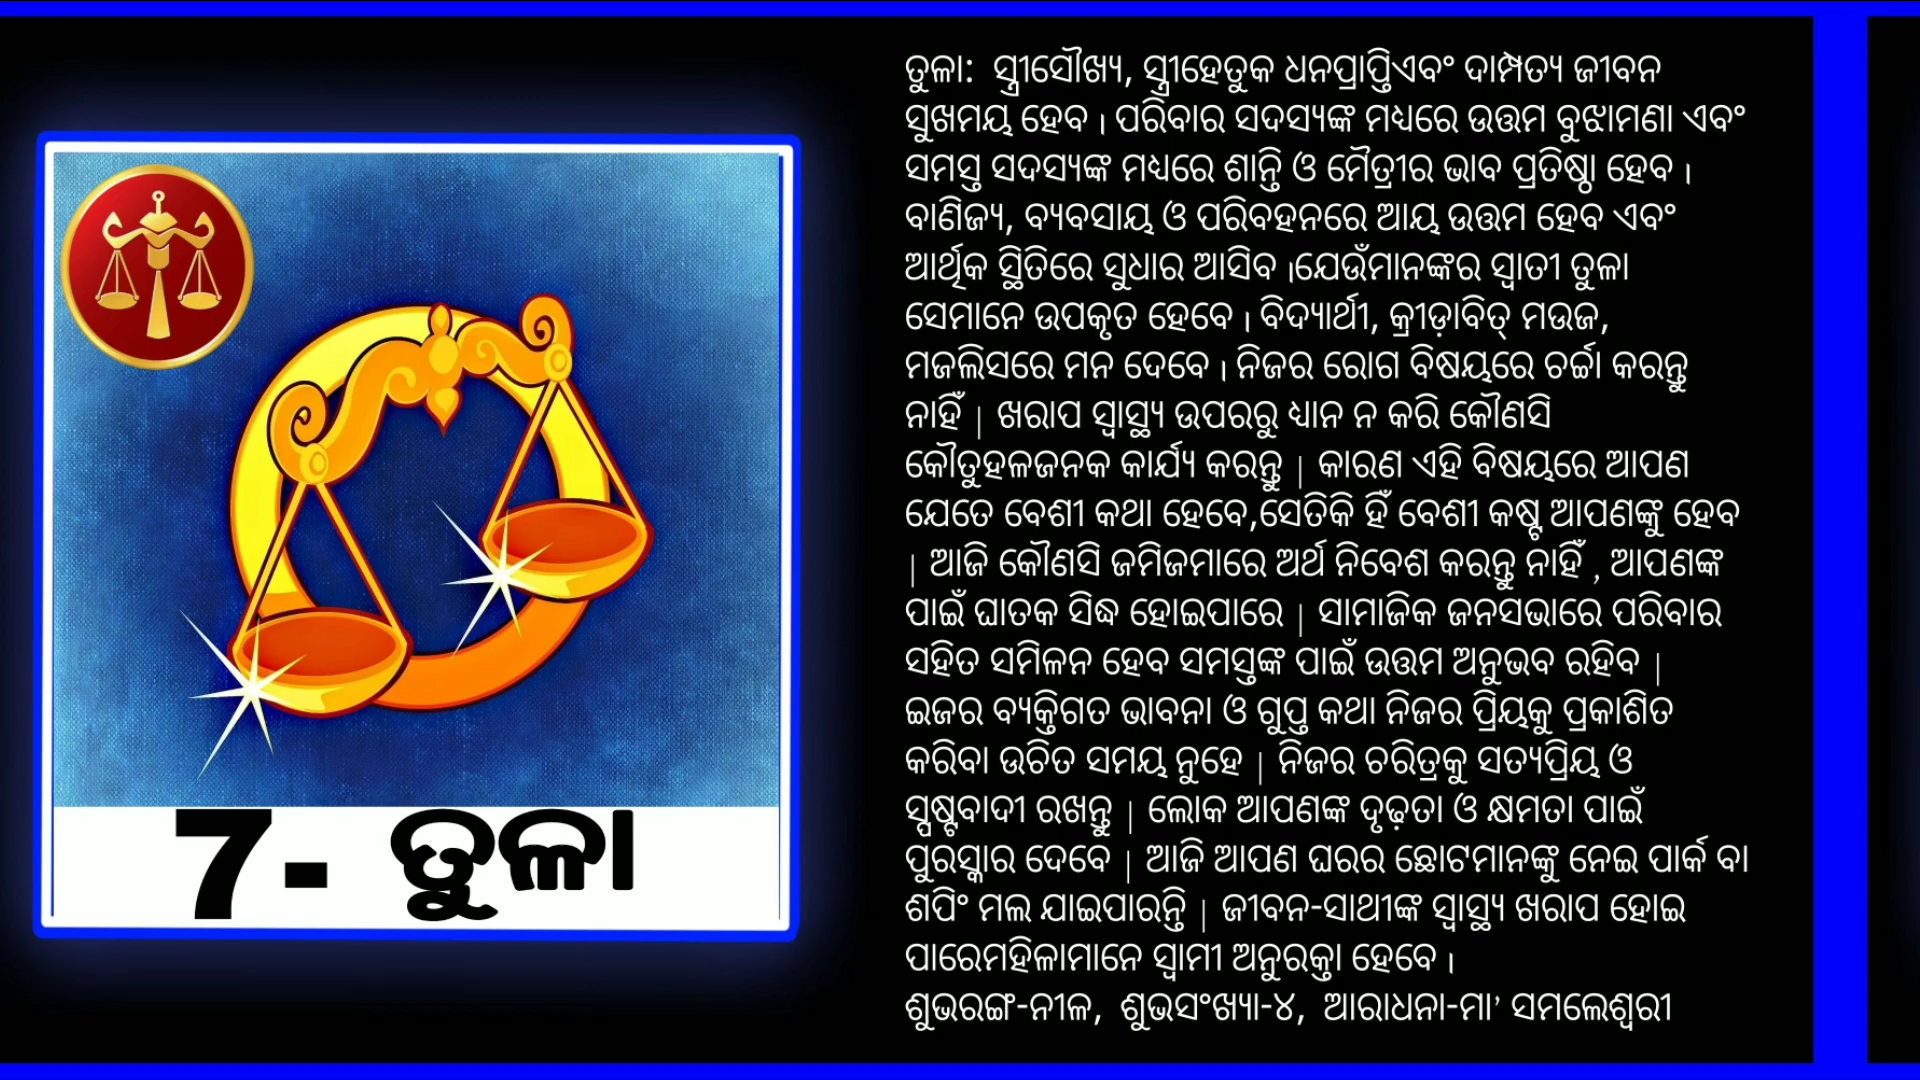 7- ତୁଳା
ତୁଳା: ସ୍ତ୍ରୀସୌଖ୍ୟ, ସ୍ତ୍ରୀହେତୁକ ଧନପ୍ରାପ୍ତିଏବଂ ଦାମ୍ପତ୍ୟ ଜୀବନ
ସୁଖମୟ ହେବ । ପରିବାର ସଦସ୍ୟଙ୍କ ମଧ୍ୟରେ ଉତ୍ତମ ବୁଝାମଣା ଏବଂ
ସମସ୍ତ ସଦସ୍ୟଙ୍କ ମଧ୍ୟରେ ଶାନ୍ତି ଓ ମୈତ୍ରୀର ଭାବ ପ୍ରତିଷ୍ଠା ହେବ ।
ବାଣିଜ୍ୟ, ବ୍ୟବସାୟ ଓ ପରିବହନରେ ଆୟ ଉତ୍ତମ ହେବ ଏବଂ
ଆର୍ଥିକ ସ୍ଥିତିରେ ସୁଧାର ଆସିବ ।ଯେଉଁମାନଙ୍କର ସ୍ୱାତୀ ତୁଳା
ସେମାନେ ଉପକୃତ ହେବେ । ବିଦ୍ୟାର୍ଥୀ, କ୍ରୀଡ଼ାବିତ୍ ମଉଜ,
ମଜଲିସରେ ମନ ଦେବେ । ନିଜର ରୋଗ ବିଷୟରେ ଚର୍ଚ୍ଚା କରନ୍ତୁ
ନାହିଁ | ଖରାପ ସ୍ୱାସ୍ଥ୍ୟ ଉପରରୁ ଧ୍ୟାନ ନ କରି କୌଣସି
କୌତୁହଳଜନକ କାର୍ଯ୍ୟ କରନ୍ତୁ | କାରଣ ଏହି ବିଷୟରେ ଆପଣ
ଯେତେ ବେଶୀ କଥା ହେବେ,ସେତିକି ହିଁ ବେଶୀ କଷ୍ଟ ଆପଣଙ୍କୁ ହେବ
| ଆଜି କୌଣସି ଜମିଜମାରେ ଅର୍ଥ ନିବେଶ କରନ୍ତୁ ନାହିଁ , ଆପଣଙ୍କ
ପାଇଁ ଘାତକ ସିଦ୍ଧ ହୋଇପାରେ | ସାମାଜିକ ଜନସଭାରେ ପରିବାର
ସହିତ ସମିଳନ ହେବ ସମସ୍ତଙ୍କ ପାଇଁ ଉତ୍ତମ ଅନୁଭବ ରହିବ |
ଇଜର ବ୍ୟକ୍ତିଗତ ଭାବନା ଓ ଗୁପ୍ତ କଥା ନିଜର ପ୍ରିୟକୁ ପ୍ରକାଶିତ
କରିବା ଉଚିତ ସମୟ ନୁହେ | ନିଜର ଚରିତ୍ରକୁ ସତ୍ୟପ୍ରିୟ ଓ
ସ୍ପଷ୍ଟବାଦୀ ରଖନ୍ତୁ | ଲୋକ ଆପଣଙ୍କ ଦୃଢ଼ତା ଓ କ୍ଷମତା ପାଇଁ
ପୁରସ୍କାର ଦେବେ | ଆଜି ଆପଣ ଘରର ଛୋଟମାନଙ୍କୁ ନେଇ ପାର୍କ ବା
ଶପିଂ ମଲ ଯାଇପାରନ୍ତି | ଜୀବନ-ସାଥୀଙ୍କ ସ୍ୱାସ୍ଥ୍ୟ ଖରାପ ହୋଇ
ପାରେମହିଳାମାନେ ସ୍ୱାମୀ ଅନୁରକ୍ତା ହେବେ ।
ଶୁଭରଙ୍ଗ-ନୀଳ, ଶୁଭସଂଖ୍ୟା-୪, ଆରାଧନା-ମା' ସମଲେଶ୍ୱରୀ